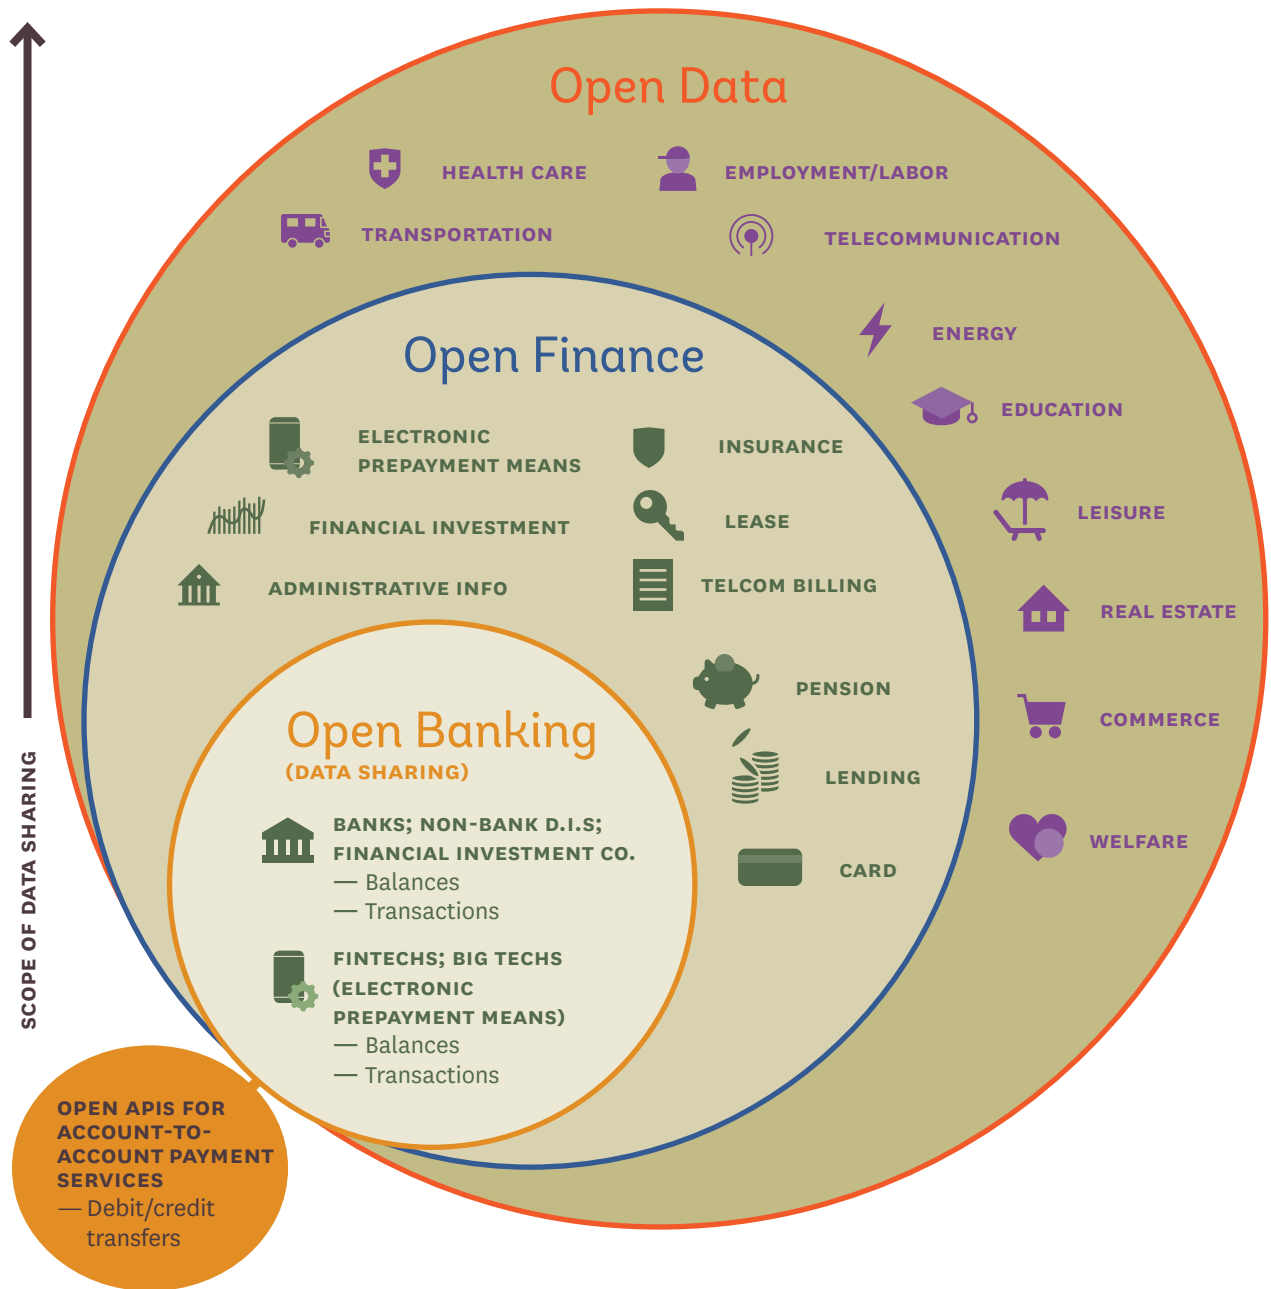 Open Data
HEALTH CARE
EMPLOYMENT/LABOR
TRANSPORTATION
TELECOMMUNICATION
ENERGY
EDUCATION
LEISURE
REAL ESTATE
COMMERCE
WELFARE
Open Finance
ELECTRONIC
PREPAYMENT MEANS
INSURANCE
FINANCIAL INVESTMENT
LEASE
ADMINISTRATIVE INFO
TELCOM BILLING
PENSION
LENDING
CARD
Open Banking
(DATA SHARING)
BANKS; NON-BANK D.I.S;
FINANCIAL INVESTMENT CO.
— Balances
— Transactions
FINTECHS; BIG TECHS
(ELECTRONIC
PREPAYMENT MEANS)
— Balances
— Transactions
SCOPE OF DATA SHARING
OPEN APIS FOR
ACCOUNT-TO-
ACCOUNT PAYMENT
SERVICES
— Debit/credit
transfers